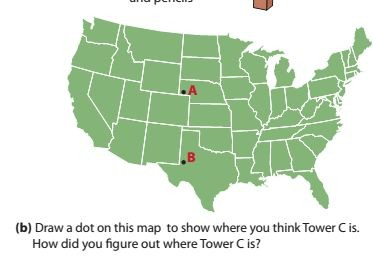 and pencils
A
B
(b) Draw a dot on this map to show where you think Tower C is.
How did you figure out where Tower C is?